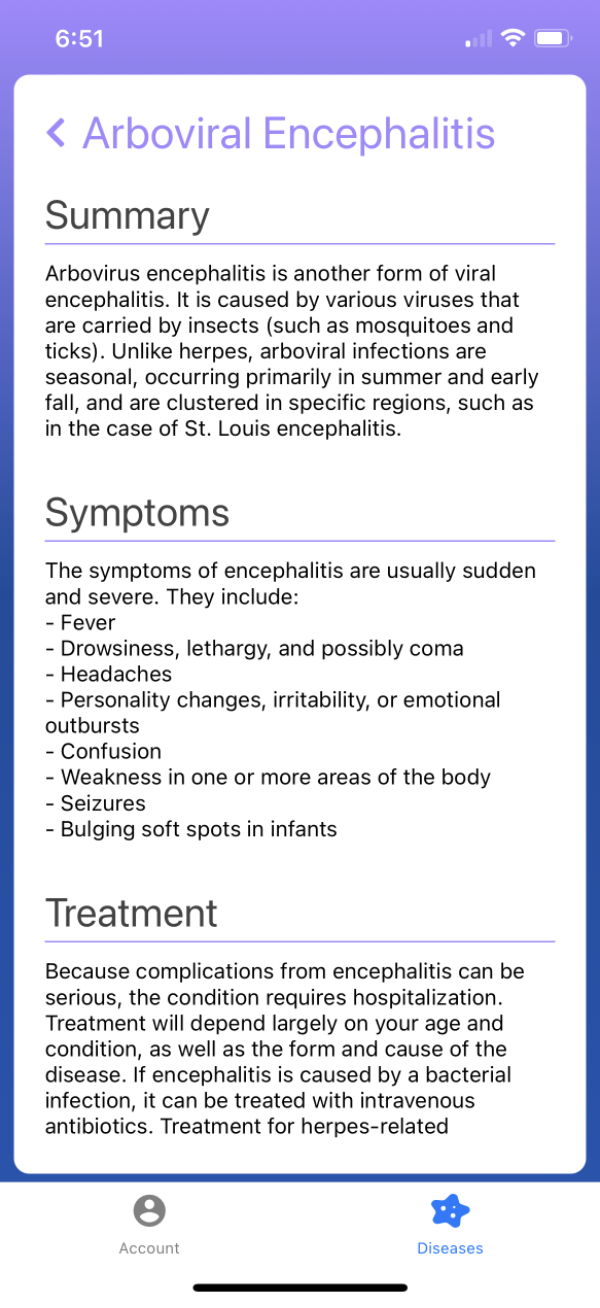 6:51
Arboviral Encephalitis
Summary
Arbovirus encephalitis is another form of viral
encephalitis. It is caused by various viruses that
are carried by insects (such as mosquitoes and
ticks). Unlike herpes, arboviral infections are
seasonal, occurring primarily in summer and early
fall, and are clustered in specific regions, such as
in the case of St. Louis encephalitis.
Symptoms
The symptoms of encephalitis are usually sudden
and severe. They include:
- Fever
- Drowsiness, lethargy, and possibly coma
- Headaches
- Personality changes, irritability, or emotional
outbursts
- Confusion
- Weakness in one or more areas of the body
- Seizures
- Bulging soft spots in infants
Treatment
Because complications from encephalitis can be
serious, the condition requires hospitalization.
Treatment will depend largely on your age and
condition, as well as the form and cause of the
disease. If encephalitis is caused by a bacterial
infection, it can be treated with intravenous
antibiotics. Treatment for herpes-related
Account
Diseases